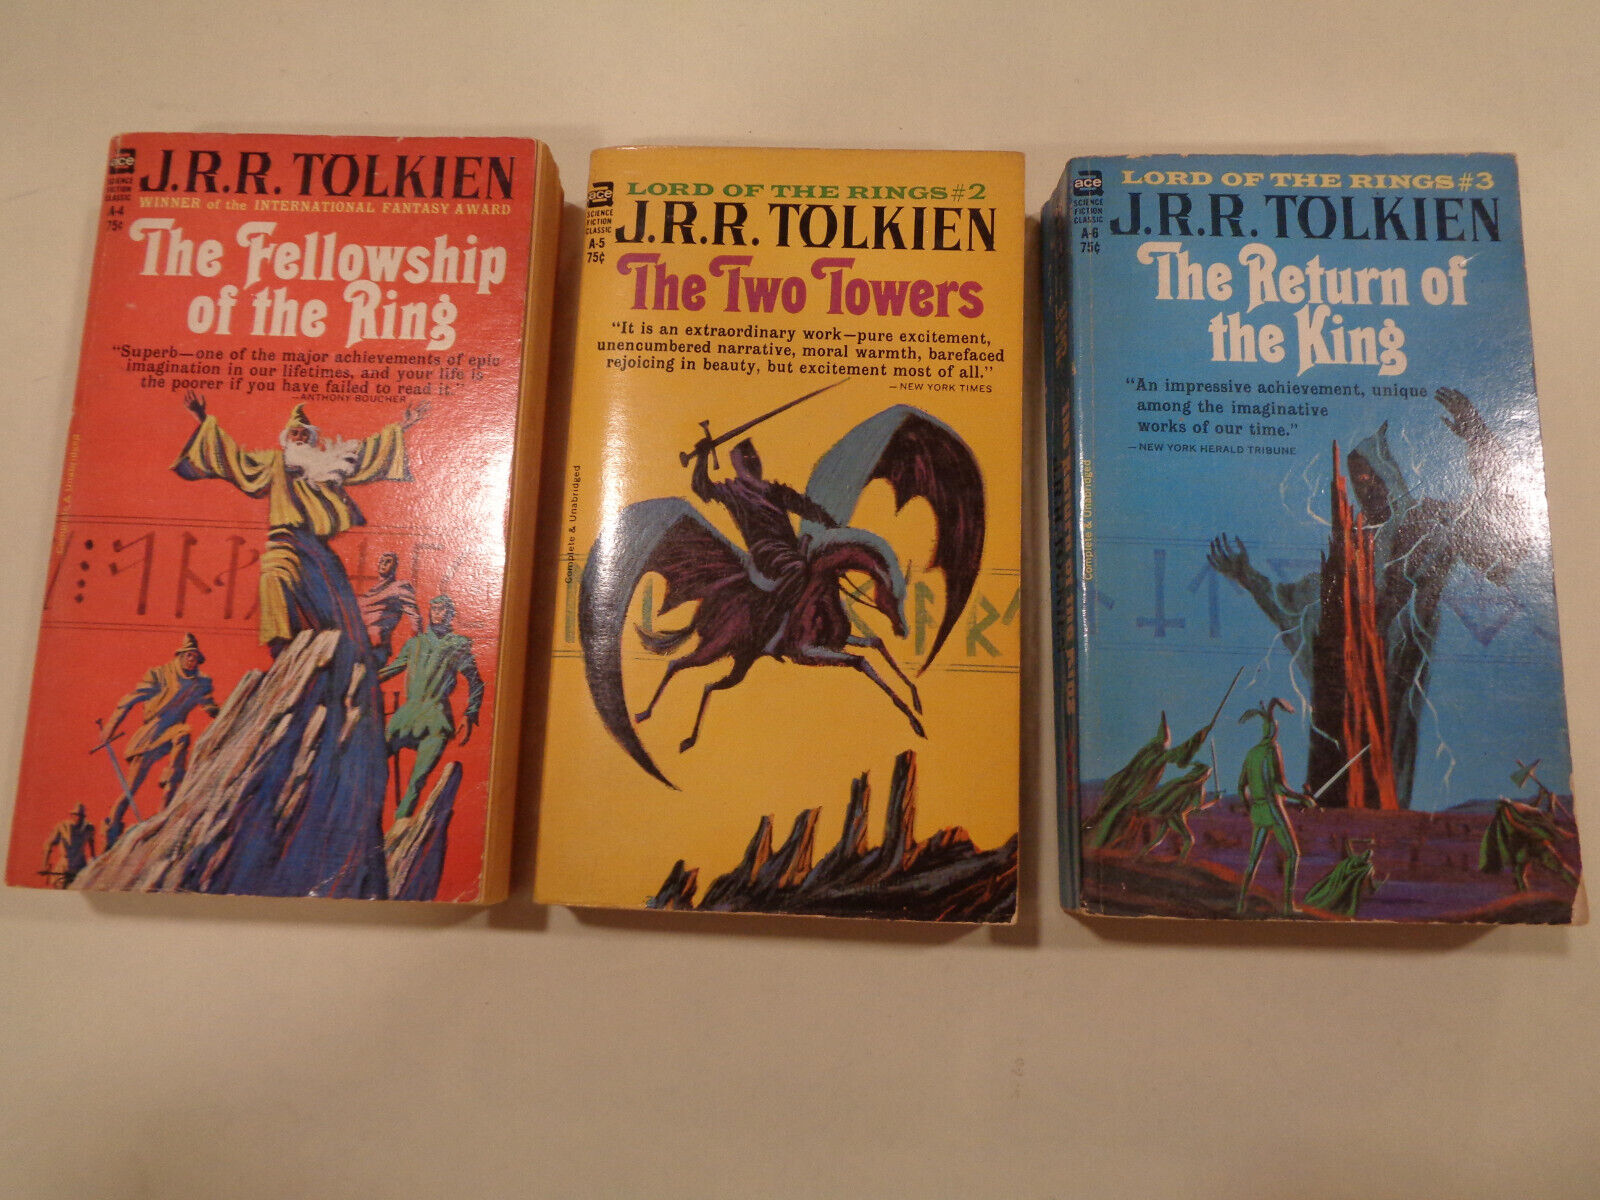 ace
SCIENCE
FICTION
CLASSIC
A-4
75¢
J.R.R. TOLKIEN
WINNER of the INTERNATIONAL FANTASY AWARD
The Fellowship
of the Ring
"Superb—one of the major achievements of epic
imagination in our lifetimes, and your life is
the poorer if you have failed to read it."
—ANTHONY BOUCHER
Complete & Unabridged
ace
SCIENCE
FICTION
CLASSIC
A-5
75¢
LORD OF THE RINGS #2
J.R.R. TOLKIEN
The Two Towers
"It is an extraordinary work—pure excitement,
unencumbered narrative, moral warmth, barefaced
rejoicing in beauty, but excitement most of all."
—NEW YORK TIMES
Complete & Unabridged
ace
SCIENCE
FICTION
CLASSIC
A-6
75¢
LORD OF THE RINGS #3
J.R.R. TOLKIEN
The Return of
the King
"An impressive achievement, unique
among the imaginative
works of our time."
—NEW YORK HERALD TRIBUNE
Complete & Unabridged